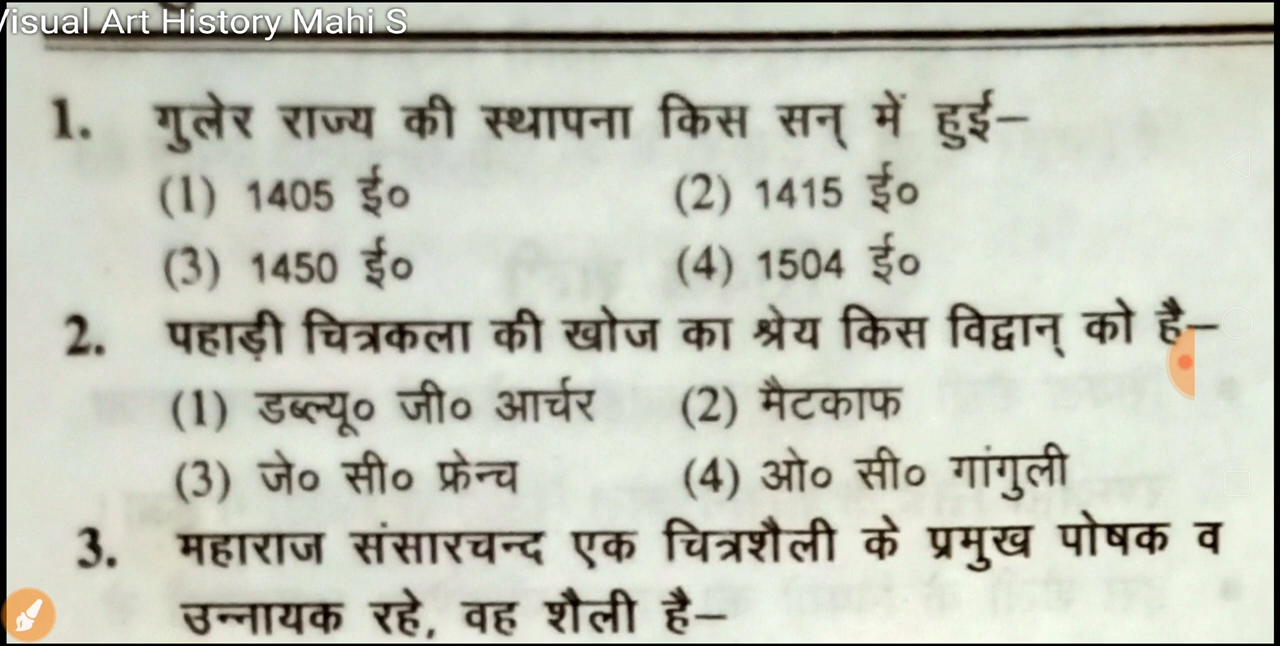 isual Art History Mahi S
1. गुलेर राज्य की स्थापना किस सन् में हुई–
(1) 1405 ई० (2) 1415 ई०
(3) 1450 ई० (4) 1504 ई०
2. पहाड़ी चित्रकला की खोज का श्रेय किस विद्वान् को है–
(1) डब्ल्यू० जी० आर्चर (2) मैटकाफ
(3) जे० सी० फ्रेन्च (4) ओ० सी० गांगुली
3. महाराज संसारचन्द एक चित्रशैली के प्रमुख पोषक व
उन्नायक रहे, वह शैली है–